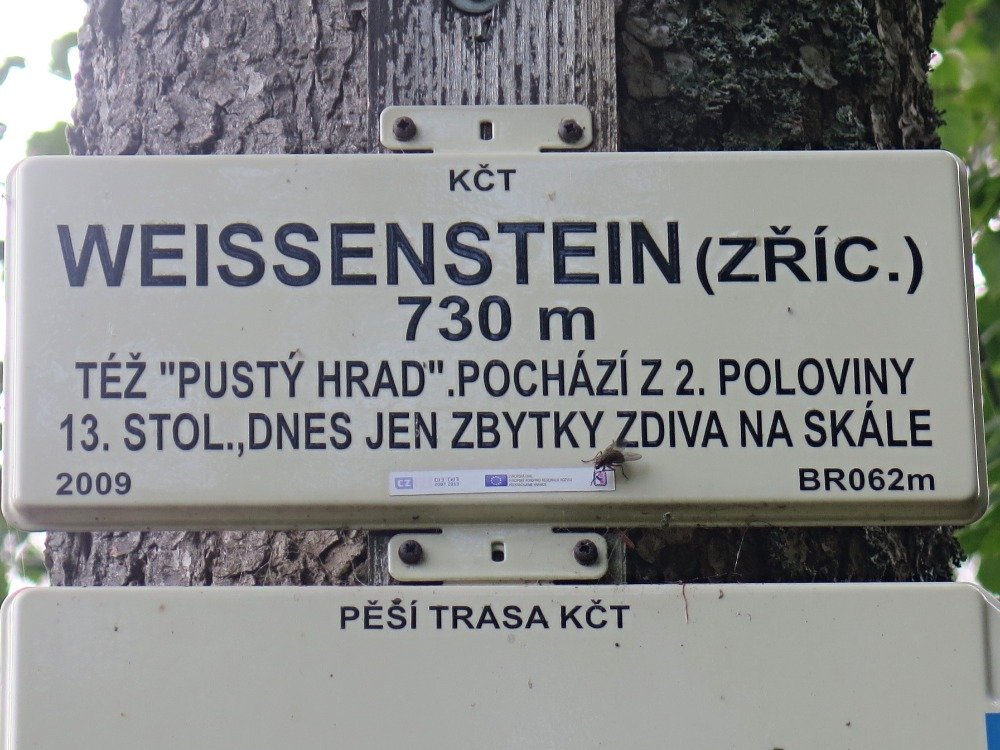 KČT
WEISSENSTEIN (ZŘÍC.)
730 m
TÉŽ "PUSTÝ HRAD".POCHÁZÍ Z 2. POLOVINY
13. STOL.,DNES JEN ZBYTKY ZDIVA NA SKÁLE
2009
CZ
BR062m
PĚŠÍ TRASA KČT